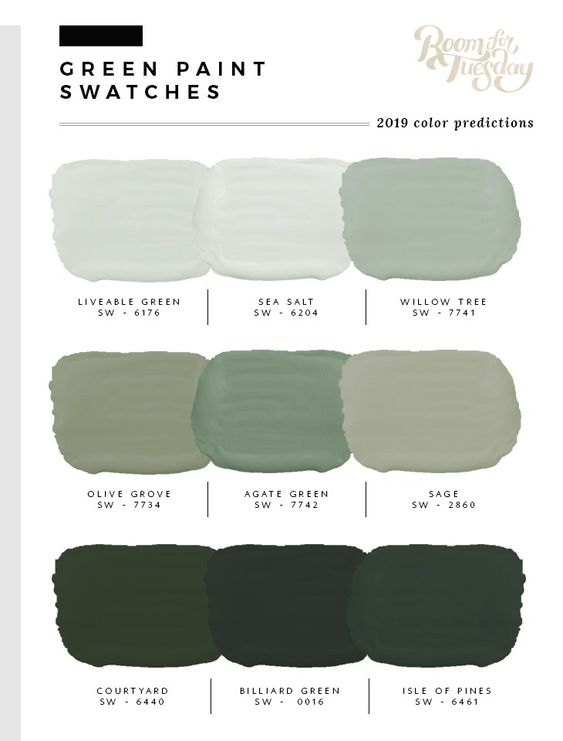 GREEN PAINT
SWATCHES
Room for
Tuesday
2019 color predictions
LIVEABLE GREEN
SW - 6176
SEA SALT
SW - 6204
WILLOW TREE
SW - 7741
OLIVE GROVE
SW - 7734
AGATE GREEN
SW - 7742
SAGE
SW - 2860
COURTYARD
SW - 6440
BILLIARD GREEN
SW - 0016
ISLE OF PINES
SW - 6461